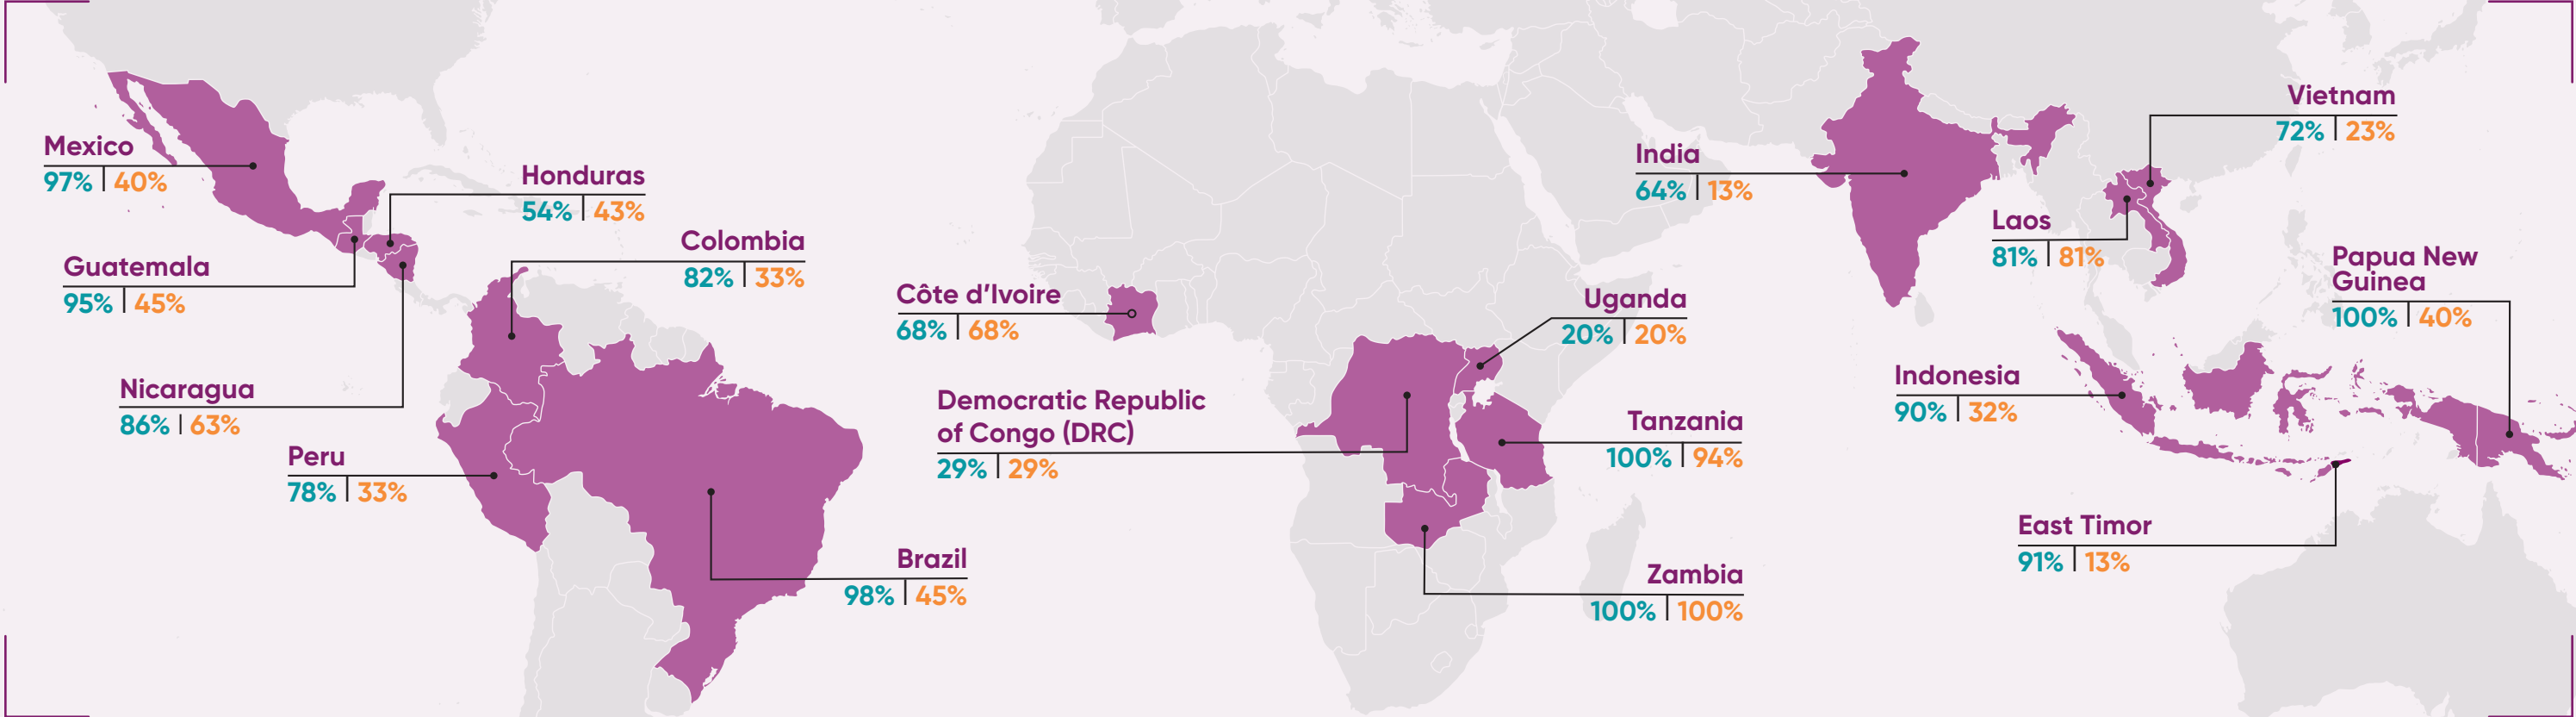 Mexico
97% | 40%
Honduras
54% | 43%
Colombia
82% | 33%
Guatemala
95% | 45%
Nicaragua
86% | 63%
Peru
78% | 33%
Brazil
98% | 45%
Côte d’Ivoire
68% | 68%
Democratic Republic
of Congo (DRC)
29% | 29%
Uganda
20% | 20%
Tanzania
100% | 94%
Zambia
100% | 100%
India
64% | 13%
Vietnam
72% | 23%
Laos
81% | 81%
Papua New
Guinea
100% | 40%
Indonesia
90% | 32%
East Timor
91% | 13%